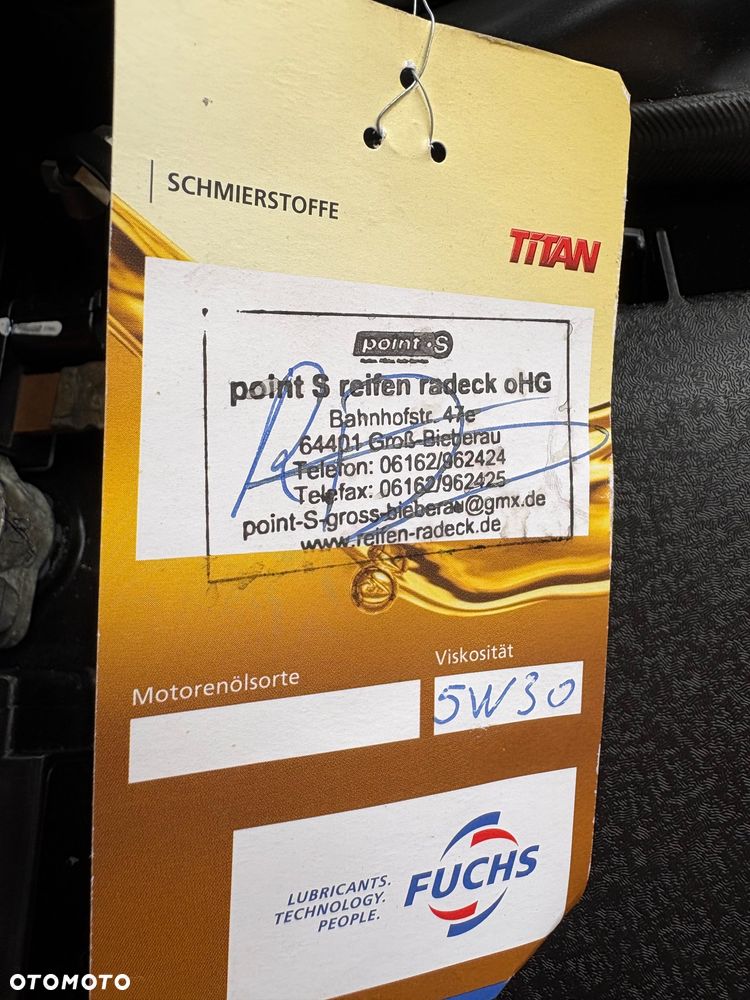 SCHMIERSTOFFE
TITAN
point S
point S reifen radeck oHG
Bahnhofstr. 47e
64401 Groß-Bieberau
Telefon: 06162/962424
Telefax: 06162/962425
point-S-gross-bieberau@gmx.de
www.reifen-radeck.de
Motorenölsorte
Viskosität
5W30
LUBRICANTS.
TECHNOLOGY.
PEOPLE.
FUCHS
OTOMOTO